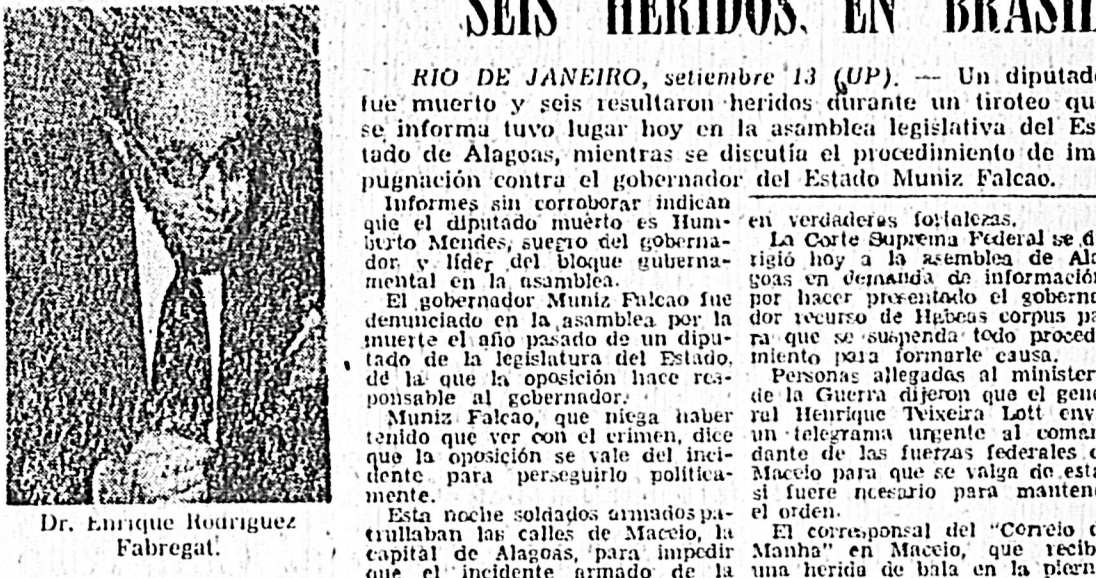 SEIS HERIDOS, EN BRASIL
RIO DE JANEIRO, setiembre 13 (UP). — Un diputad
fue muerto y seis resultaron heridos durante un tiroteo qu
se informa tuvo lugar hoy en la asamblea legislativa del Es-
tado de Alagoas, mientras se discutía el procedimiento de im-
pugnación contra el gobernador del Estado Muniz Falcao.
Informes sin corroborar indican
que el diputado muerto es Hum-
berto Mendes, suegro del goberna-
dor y líder del bloque guberna-
mental en la asamblea.
El gobernador Muniz Falcao fue
denunciado en la asamblea por la
muerte el año pasado de un dipu-
tado de la legislatura del Estado,
de la que la oposición hace res-
ponsable al gobernador.
Muniz Falcao, que niega haber
tenido que ver con el crimen, dice
que la oposición se vale del inci-
dente para perseguirlo política-
mente.
Esta noche soldados armados pa-
trullaban las calles de Maceio, la
capital de Alagoas, para impedir
que el incidente armado de la
en verdaderas fortalezas.
La Corte Suprema Federal se d
rigió hoy a la asemblea de Ala
goas en demanda de información
por hacer presentado el goberna
dor recurso de Habeas corpus pa
ra que se suspenda todo proced
miento para formarle causa.
Personas allegadas al minister
de la Guerra dijeron que el gene
ral Henrique Teixeira Lott env
un telegrama urgente al coman
dante de las fuerzas federales d
Maceio para que se valga de esta
si fuere ncesario para mantene
el orden.
El corresponsal del "Correio d
Manha" en Maceio, que recib
una herida de bala en la piern
Dr. Enrique Rodríguez
Fabregat.